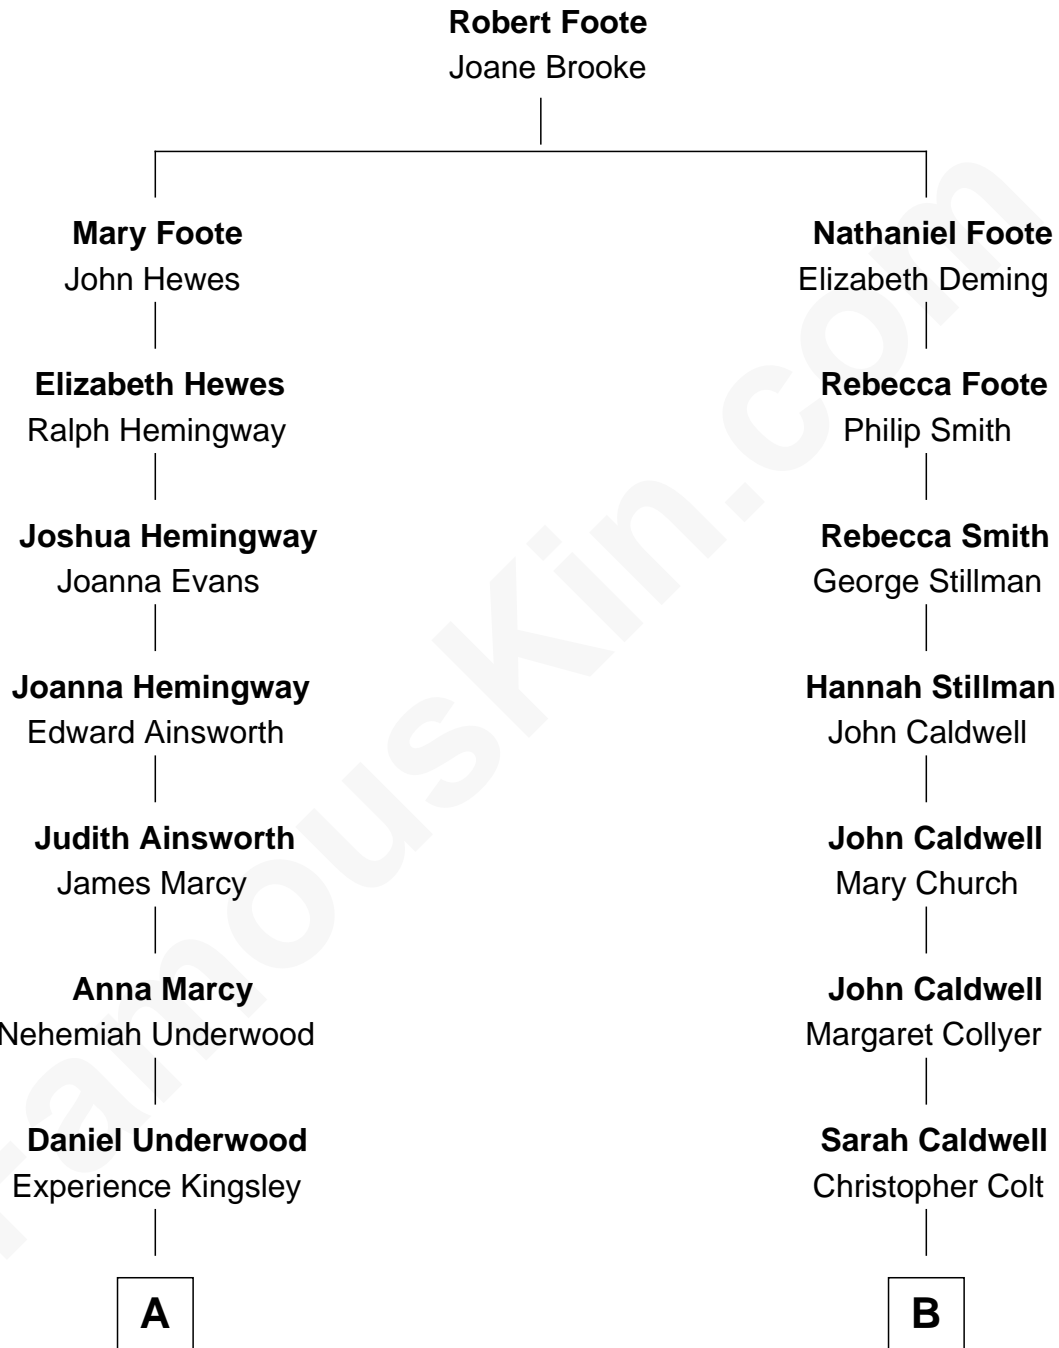 Robert Foote
Joane Brooke
Mary Foote
John Hewes
Nathaniel Foote
Elizabeth Deming
Elizabeth Hewes
Ralph Hemingway
Rebecca Foote
Philip Smith
Joshua Hemingway
Joanna Evans
Rebecca Smith
George Stillman
Joanna Hemingway
Edward Ainsworth
Hannah Stillman
John Caldwell
Judith Ainsworth
James Marcy
John Caldwell
Mary Church
Anna Marcy
Nehemiah Underwood
John Caldwell
Margaret Collyer
Daniel Underwood
Experience Kingsley
Sarah Caldwell
Christopher Colt
A
B
FamousKin.com